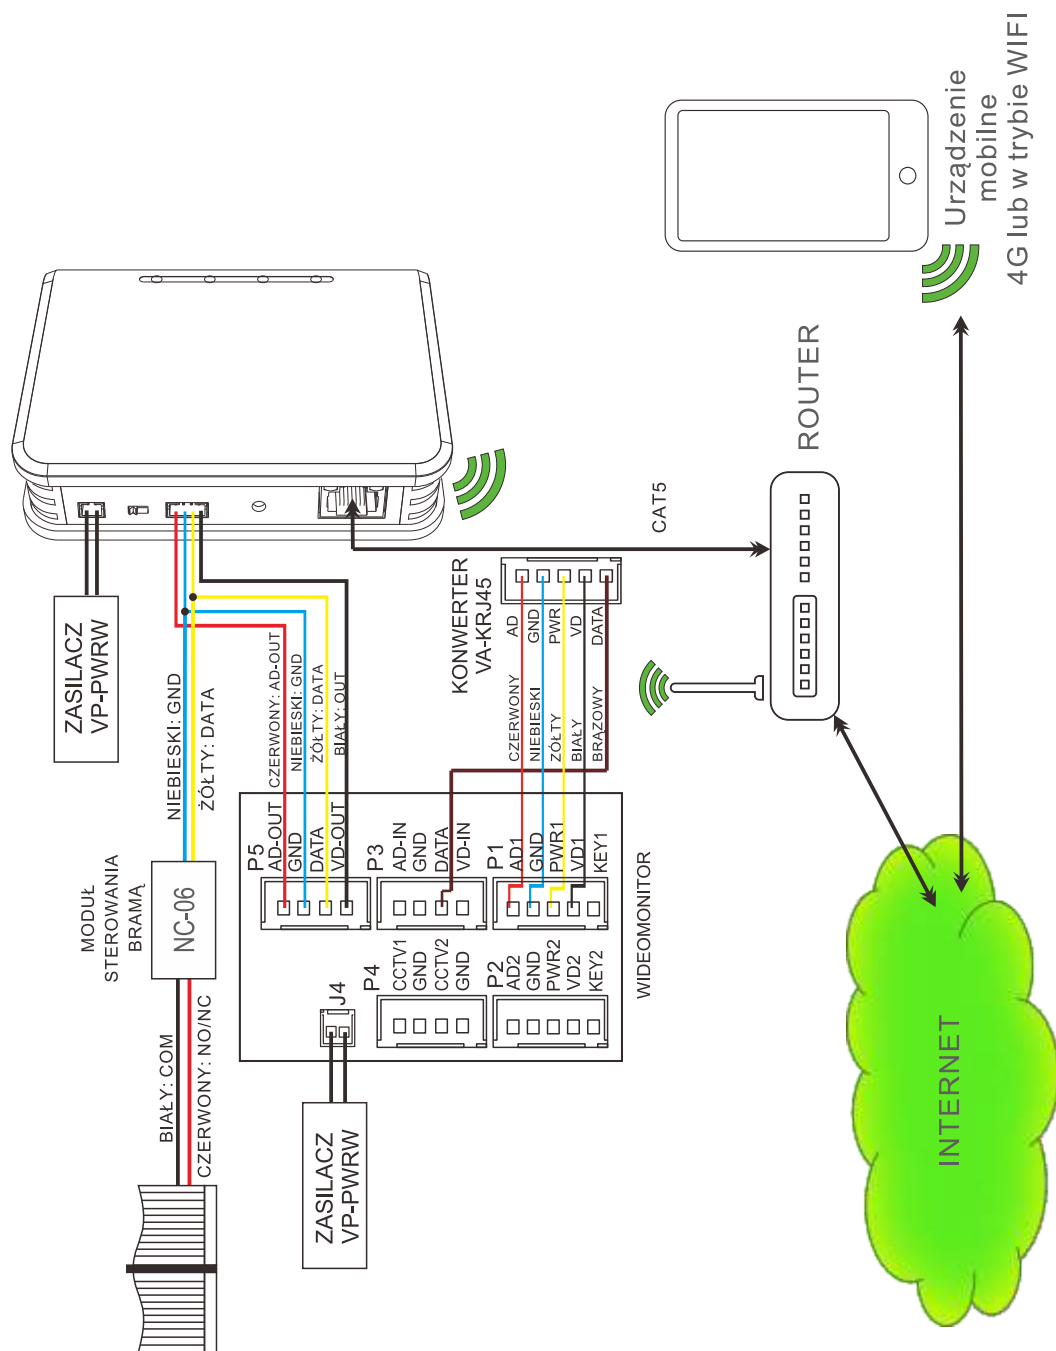 Urządzenie
mobilne
4G lub w trybie WIFI
ROUTER
CAT5
INTERNET
ZASILACZ
VP-PWRW
NIEBIESKI: GND
ŻÓŁTY: DATA
CZERWONY: AD-OUT
NIEBIESKI: GND
ŻÓŁTY: DATA
BIAŁY: OUT
KONWERTER
VA-KRJ45
AD
GND
PWR
VD
DATA
CZERWONY
NIEBIESKI
ZÓŁTY
BIAŁY
BRĄZOWY
MODUŁ
STEROWANIA
BRAMĄ
NC-06
BIAŁY: COM
CZERWONY: NO/NC
P5
AD-OUT
GND
DATA
VD-OUT
P3
AD-IN
GND
DATA
VD-IN
P1
AD1
GND
PWR1
VD1
KEY1
J4
P4
CCTV1
GND
CCTV2
GND
P2
AD2
GND
PWR2
VD2
KEY2
WIDEOMONITOR
ZASILACZ
VP-PWRW